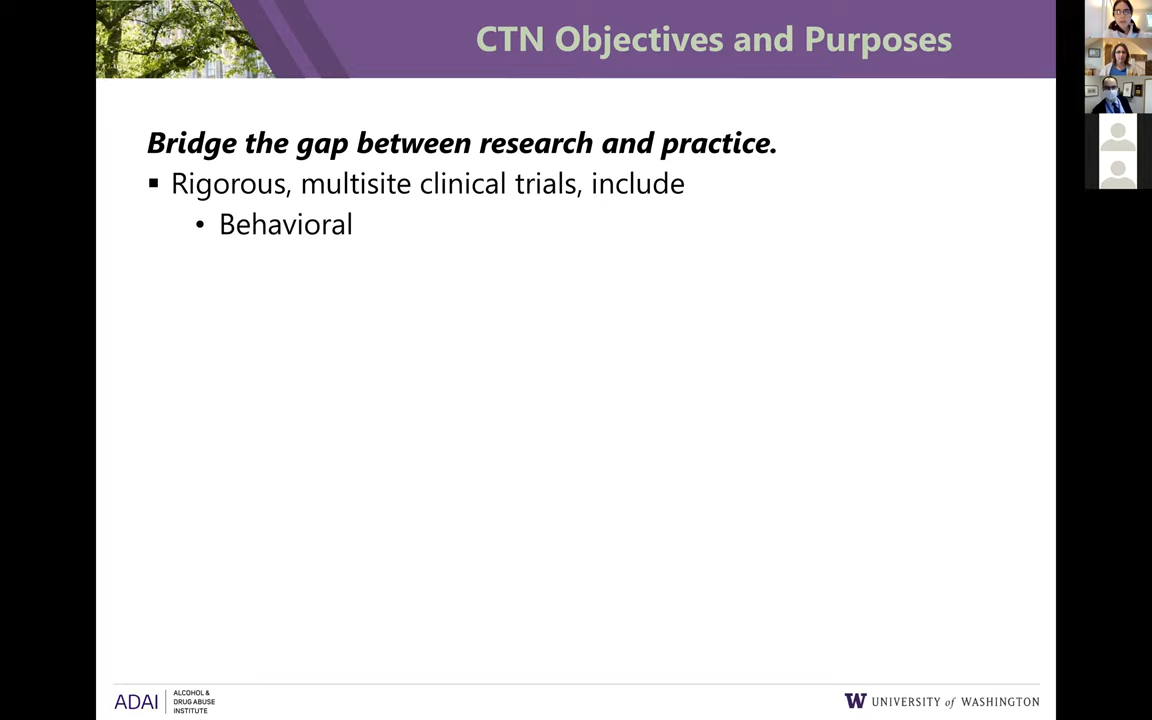 CTN Objectives and Purposes
Bridge the gap between research and practice.
▪ Rigorous, multisite clinical trials, include
• Behavioral
ADAI
ALCOHOL &
DRUG ABUSE
INSTITUTE
W UNIVERSITY of WASHINGTON